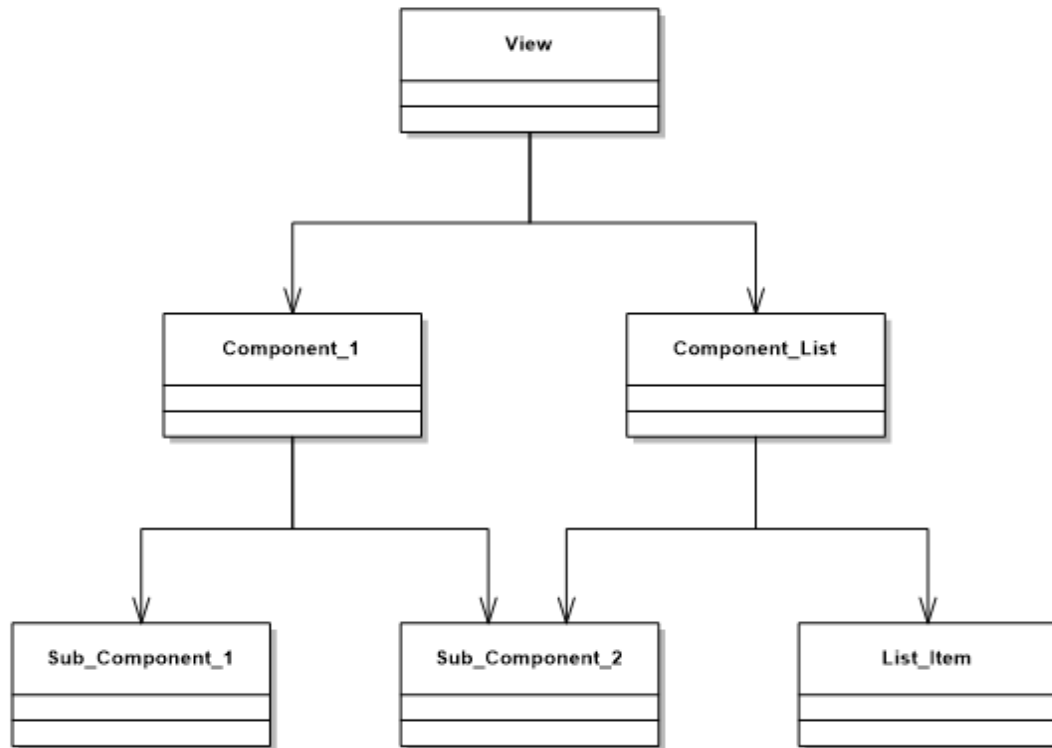 View
Component_1
Component_List
Sub_Component_1
Sub_Component_2
List_Item